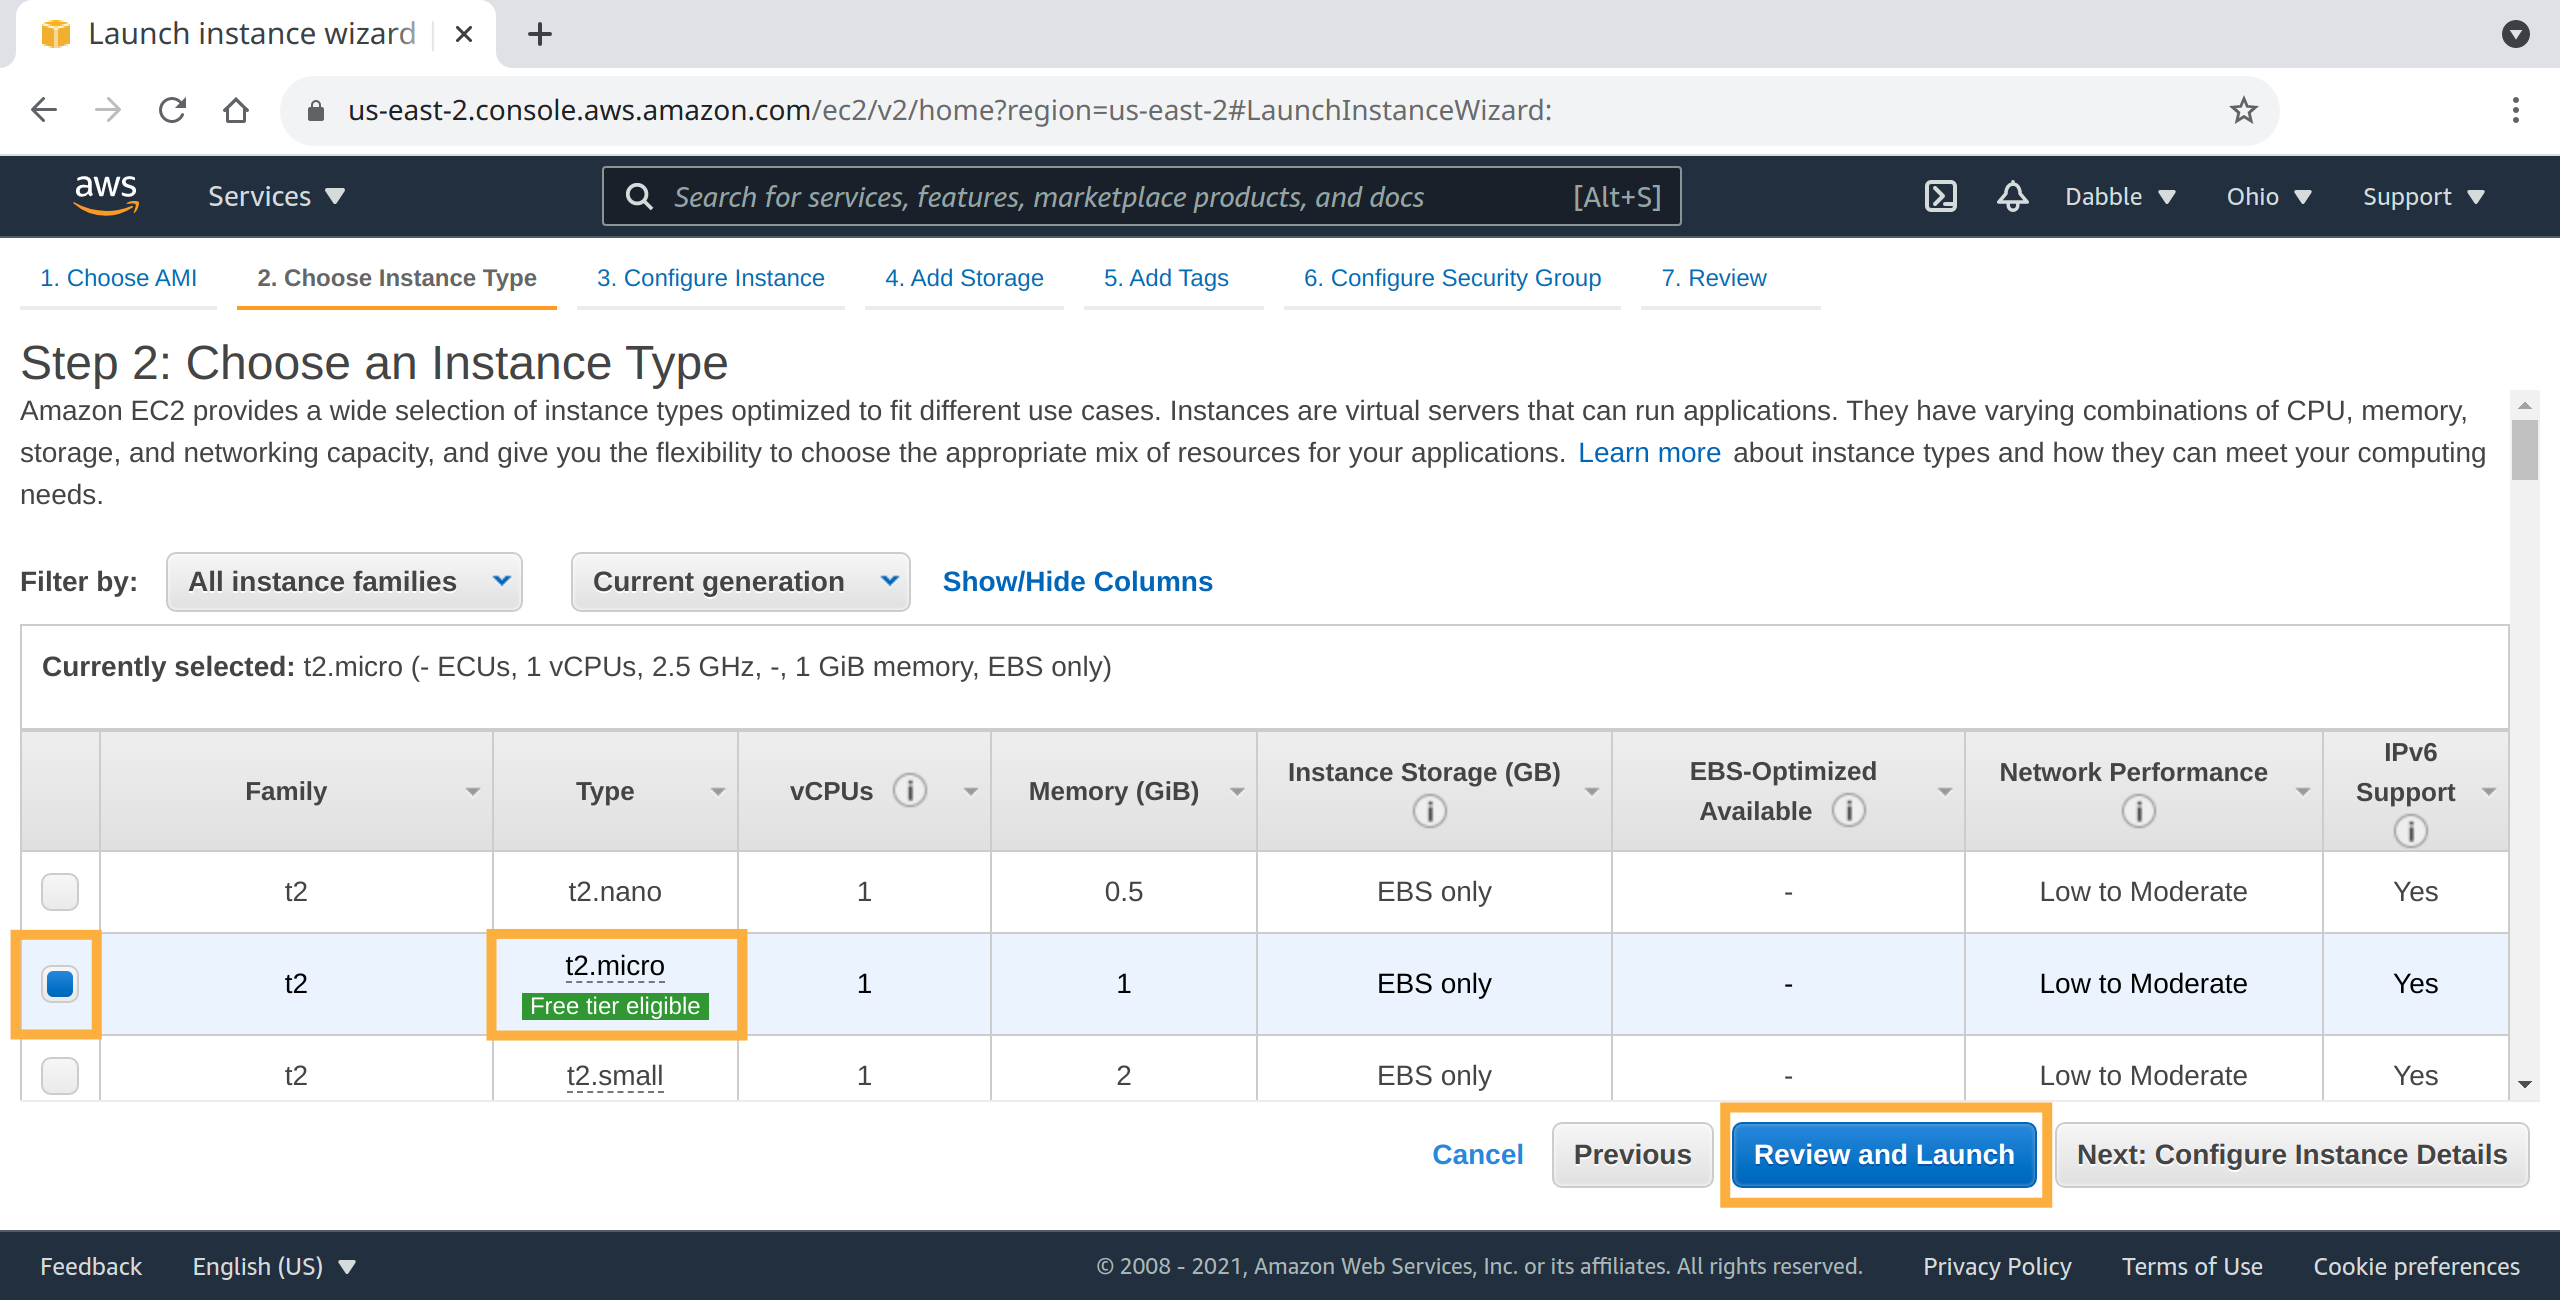 Launch instance wizard
us-east-2.console.aws.amazon.com/ec2/v2/home?region=us-east-2#LaunchInstanceWizard:
aws Services Search for services, features, marketplace products, and docs [Alt+S] Dabble Ohio Support
1. Choose AMI 2. Choose Instance Type 3. Configure Instance 4. Add Storage 5. Add Tags 6. Configure Security Group 7. Review
Step 2: Choose an Instance Type
Amazon EC2 provides a wide selection of instance types optimized to fit different use cases. Instances are virtual servers that can run applications. They have varying combinations of CPU, memory,
storage, and networking capacity, and give you the flexibility to choose the appropriate mix of resources for your applications. Learn more about instance types and how they can meet your computing
needs.
Filter by: All instance families Current generation Show/Hide Columns
Currently selected: t2.micro (- ECUs, 1 vCPUs, 2.5 GHz, -, 1 GiB memory, EBS only)
Family Type vCPUs Memory (GiB) Instance Storage (GB) EBS-Optimized Available Network Performance IPv6 Support
t2 t2.nano 1 0.5 EBS only - Low to Moderate Yes
t2 t2.micro Free tier eligible 1 1 EBS only - Low to Moderate Yes
t2 t2.small 1 2 EBS only - Low to Moderate Yes
Cancel Previous Review and Launch Next: Configure Instance Details
Feedback English (US) © 2008 - 2021, Amazon Web Services, Inc. or its affiliates. All rights reserved. Privacy Policy Terms of Use Cookie preferences